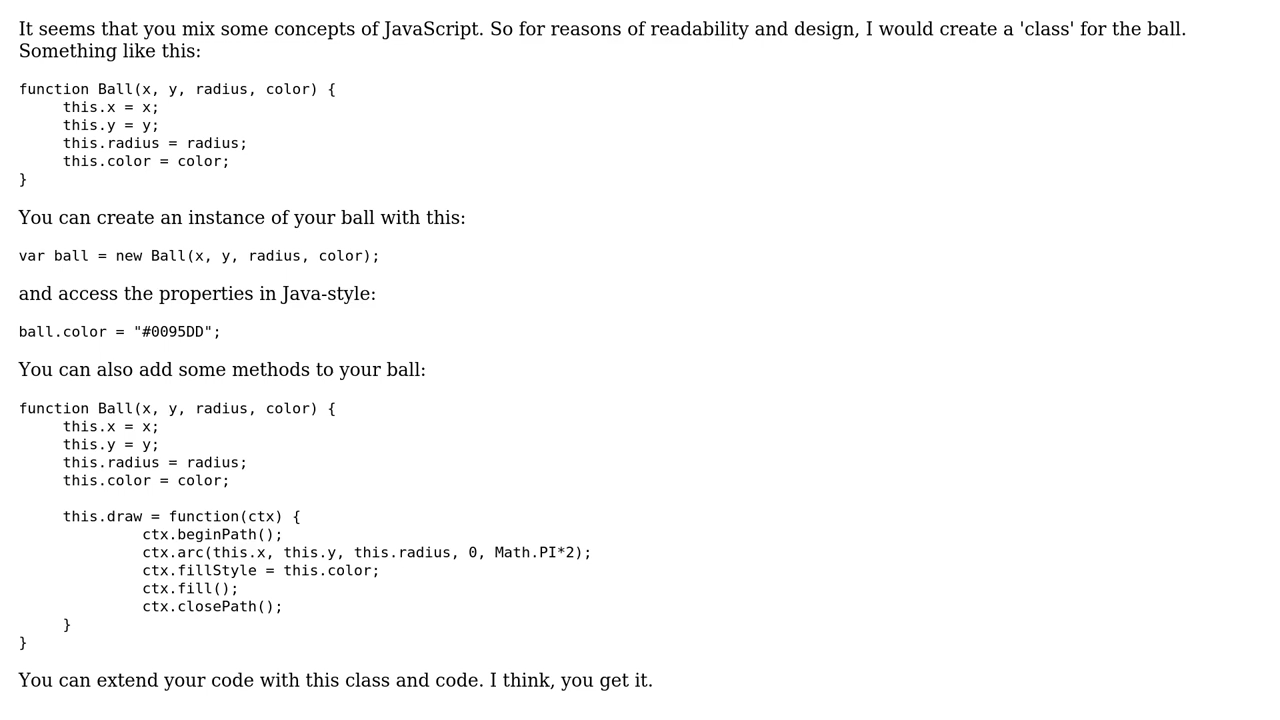 It seems that you mix some concepts of JavaScript. So for reasons of readability and design, I would create a 'class' for the ball.
Something like this:
function Ball(x, y, radius, color) {
     this.x = x;
     this.y = y;
     this.radius = radius;
     this.color = color;
}
You can create an instance of your ball with this:
var ball = new Ball(x, y, radius, color);
and access the properties in Java-style:
ball.color = "#0095DD";
You can also add some methods to your ball:
function Ball(x, y, radius, color) {
     this.x = x;
     this.y = y;
     this.radius = radius;
     this.color = color;

     this.draw = function(ctx) {
              ctx.beginPath();
              ctx.arc(this.x, this.y, this.radius, 0, Math.PI*2);
              ctx.fillStyle = this.color;
              ctx.fill();
              ctx.closePath();
     }
}
You can extend your code with this class and code. I think, you get it.